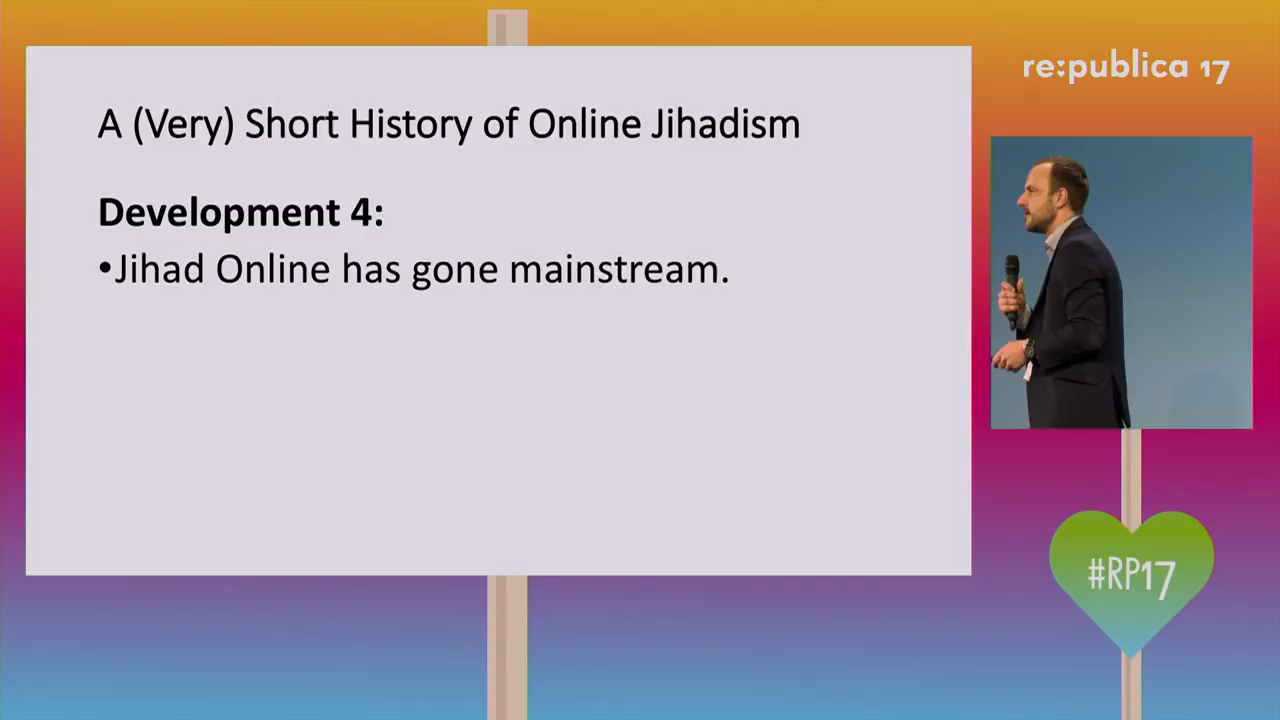 re:publica 17
A (Very) Short History of Online Jihadism
Development 4:
•Jihad Online has gone mainstream.
#RP17